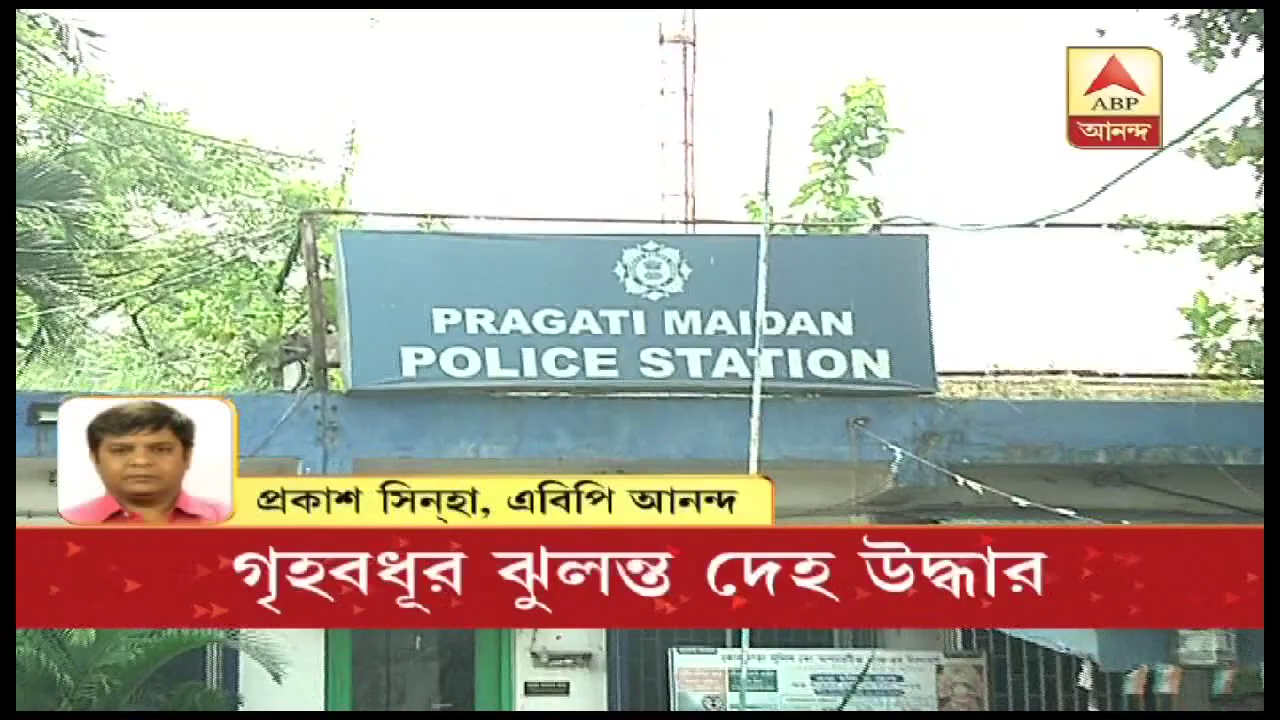 ABP
আনন্দ
PRAGATI MAIDAN
POLICE STATION
প্রকাশ সিন্‌হা, এবিপি আনন্দ
গৃহবধূর ঝুলন্ত দেহ উদ্ধার